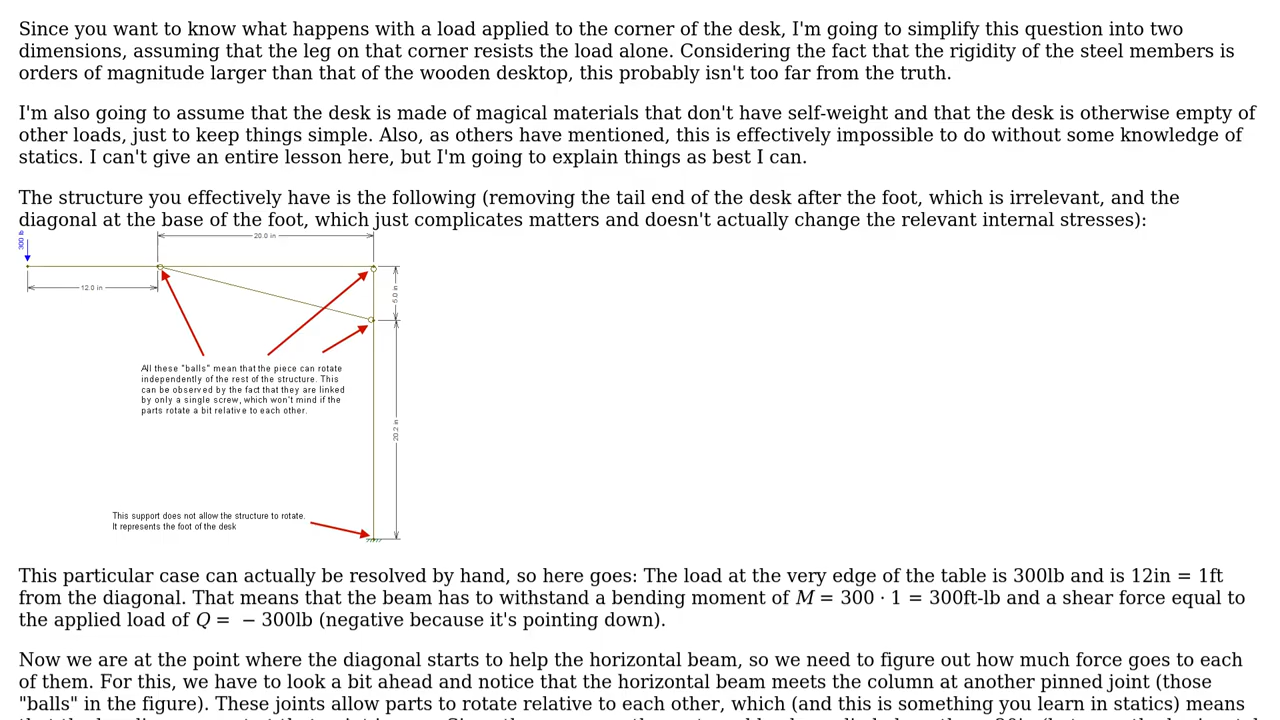 Since you want to know what happens with a load applied to the corner of the desk, I'm going to simplify this question into two
dimensions, assuming that the leg on that corner resists the load alone. Considering the fact that the rigidity of the steel members is
orders of magnitude larger than that of the wooden desktop, this probably isn't too far from the truth.
I'm also going to assume that the desk is made of magical materials that don't have self-weight and that the desk is otherwise empty of
other loads, just to keep things simple. Also, as others have mentioned, this is effectively impossible to do without some knowledge of
statics. I can't give an entire lesson here, but I'm going to explain things as best I can.
The structure you effectively have is the following (removing the tail end of the desk after the foot, which is irrelevant, and the
diagonal at the base of the foot, which just complicates matters and doesn't actually change the relevant internal stresses):
300 lb
20.0 in
12.0 in
5.0 in
All these "balls" mean that the piece can rotate
independently of the rest of the structure. This
can be observed by the fact that they are linked
by only a single screw, which won't mind if the
parts rotate a bit relative to each other.
20.2 in
This support does not allow the structure to rotate.
It represents the foot of the desk
This particular case can actually be resolved by hand, so here goes: The load at the very edge of the table is 300lb and is 12in = 1ft
from the diagonal. That means that the beam has to withstand a bending moment of M = 300 · 1 = 300ft-lb and a shear force equal to
the applied load of Q = − 300lb (negative because it's pointing down).
Now we are at the point where the diagonal starts to help the horizontal beam, so we need to figure out how much force goes to each
of them. For this, we have to look a bit ahead and notice that the horizontal beam meets the column at another pinned joint (those
"balls" in the figure). These joints allow parts to rotate relative to each other, which (and this is something you learn in statics) means